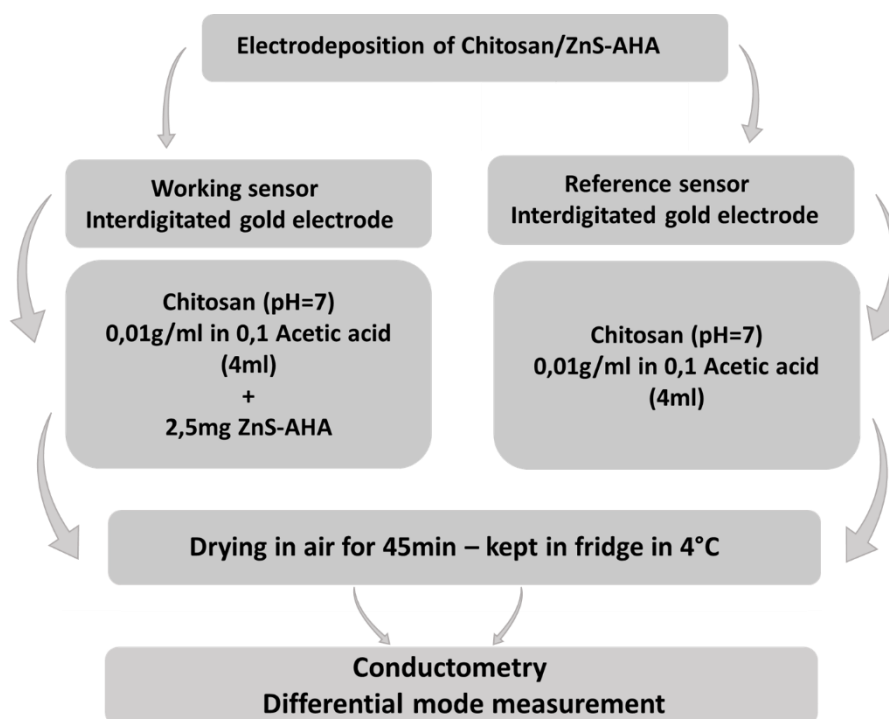 Electrodeposition of Chitosan/ZnS-AHA
Working sensor
Interdigitated gold electrode
Reference sensor
Interdigitated gold electrode
Chitosan (pH=7)
0,01g/ml in 0,1 Acetic acid
(4ml)
+
2,5mg ZnS-AHA
Chitosan (pH=7)
0,01g/ml in 0,1 Acetic acid
(4ml)
Drying in air for 45min – kept in fridge in 4°C
Conductometry
Differential mode measurement